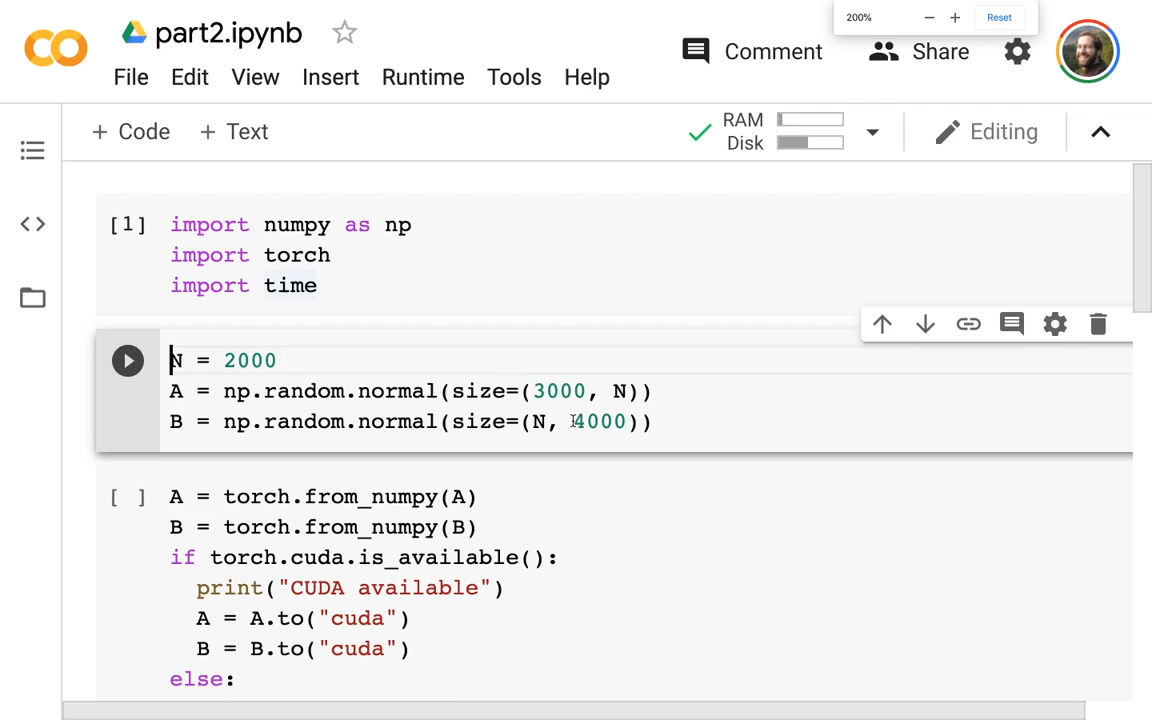 200% Reset
part2.ipynb
Comment Share
File Edit View Insert Runtime Tools Help
+ Code + Text
RAM
Disk
Editing
[1] import numpy as np
import torch
import time
N = 2000
A = np.random.normal(size=(3000, N))
B = np.random.normal(size=(N, 4000))
[ ] A = torch.from_numpy(A)
B = torch.from_numpy(B)
if torch.cuda.is_available():
print("CUDA available")
A = A.to("cuda")
B = B.to("cuda")
else: